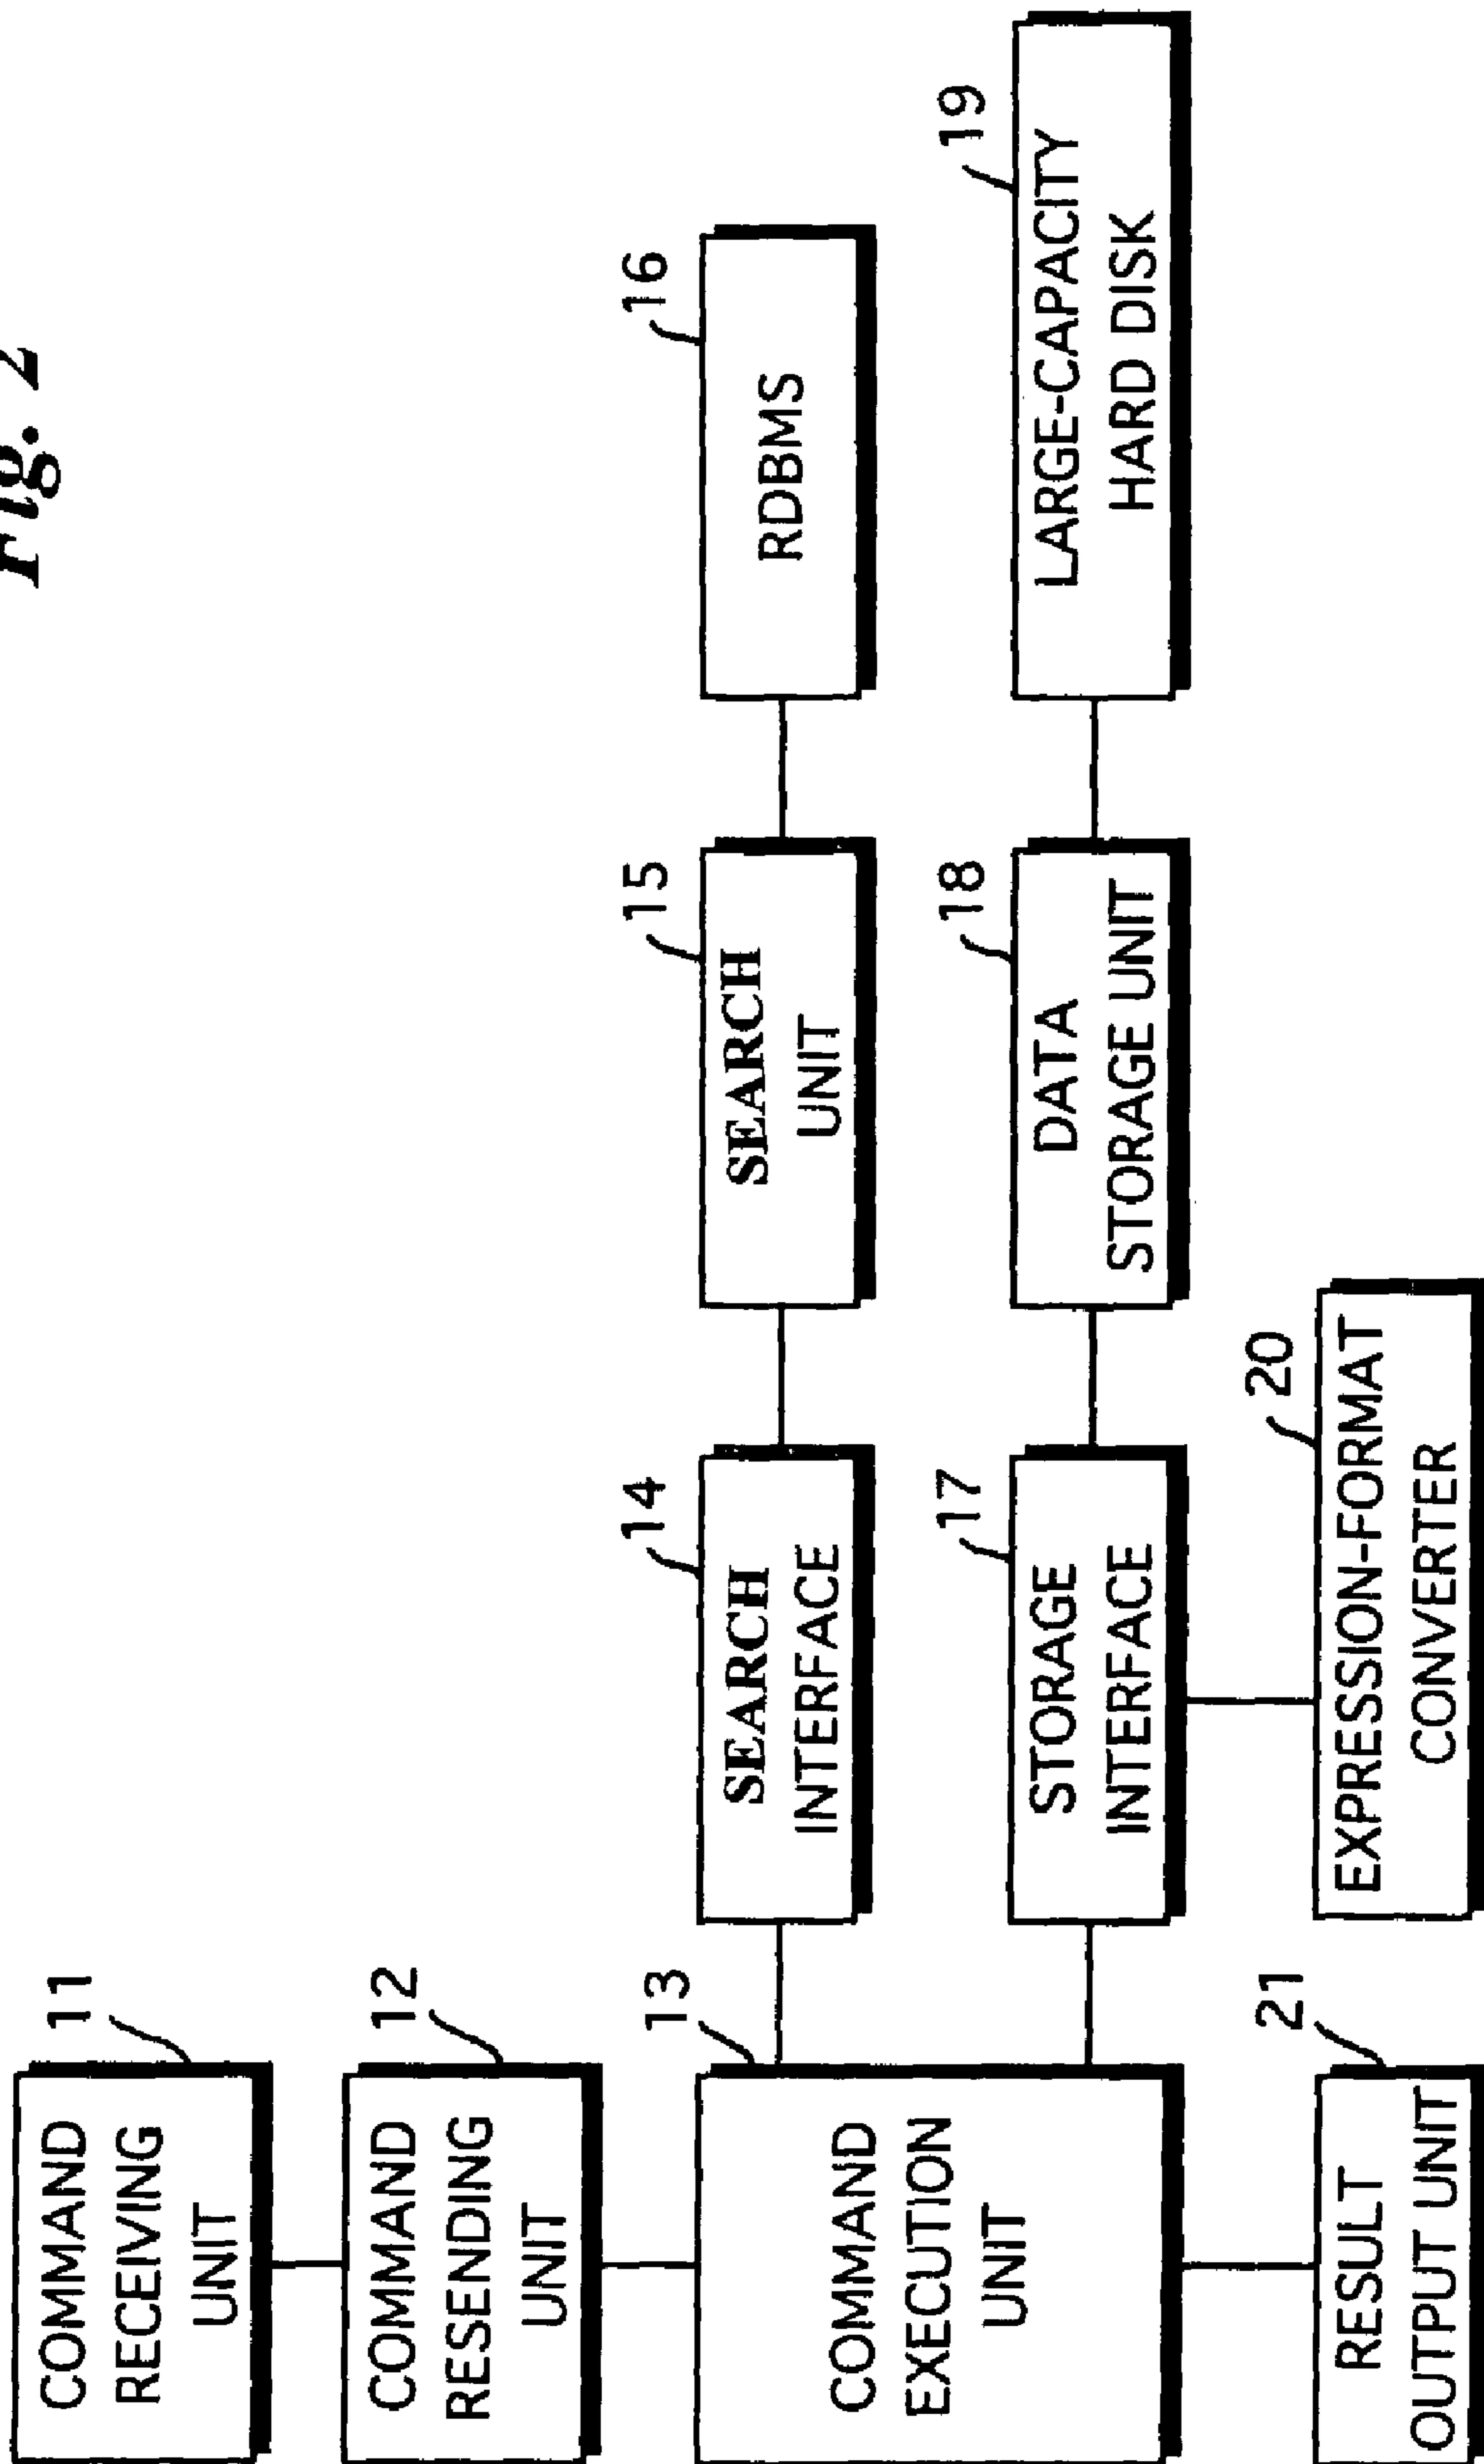 Fig. 2
11
COMMAND
RECEIVING
UNIT
12
COMMAND
RESENDING
UNIT
13
COMMAND
EXECUTION
UNIT
14
SEARCH
INTERFACE
15
SEARCH
UNIT
16
RDBMS
17
STORAGE
INTERFACE
18
DATA
STORAGE UNIT
19
LARGE-CAPACITY
HARD DISK
20
EXPRESSION-FORMAT
CONVERTER
21
RESULT
OUTPUT UNIT